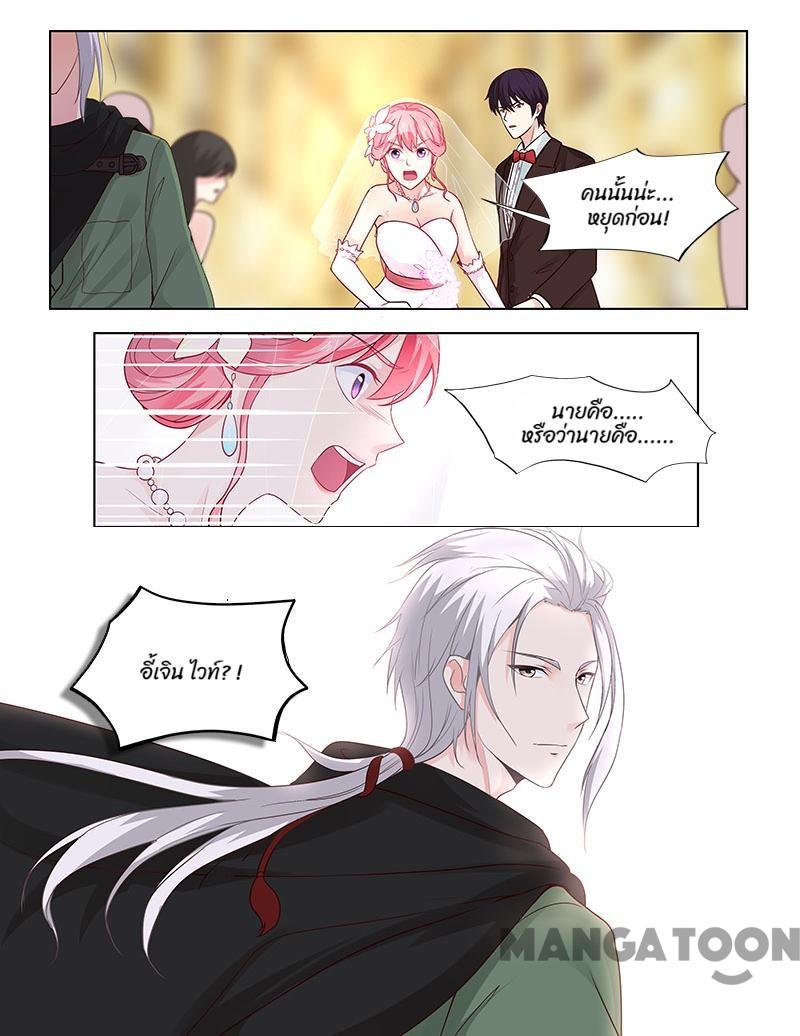 คนนั้นน่ะ...
หยุดก่อน!
นายคือ.....
หรือว่านายคือ......
อี้เจิน ไวท์?!
MANGATOON